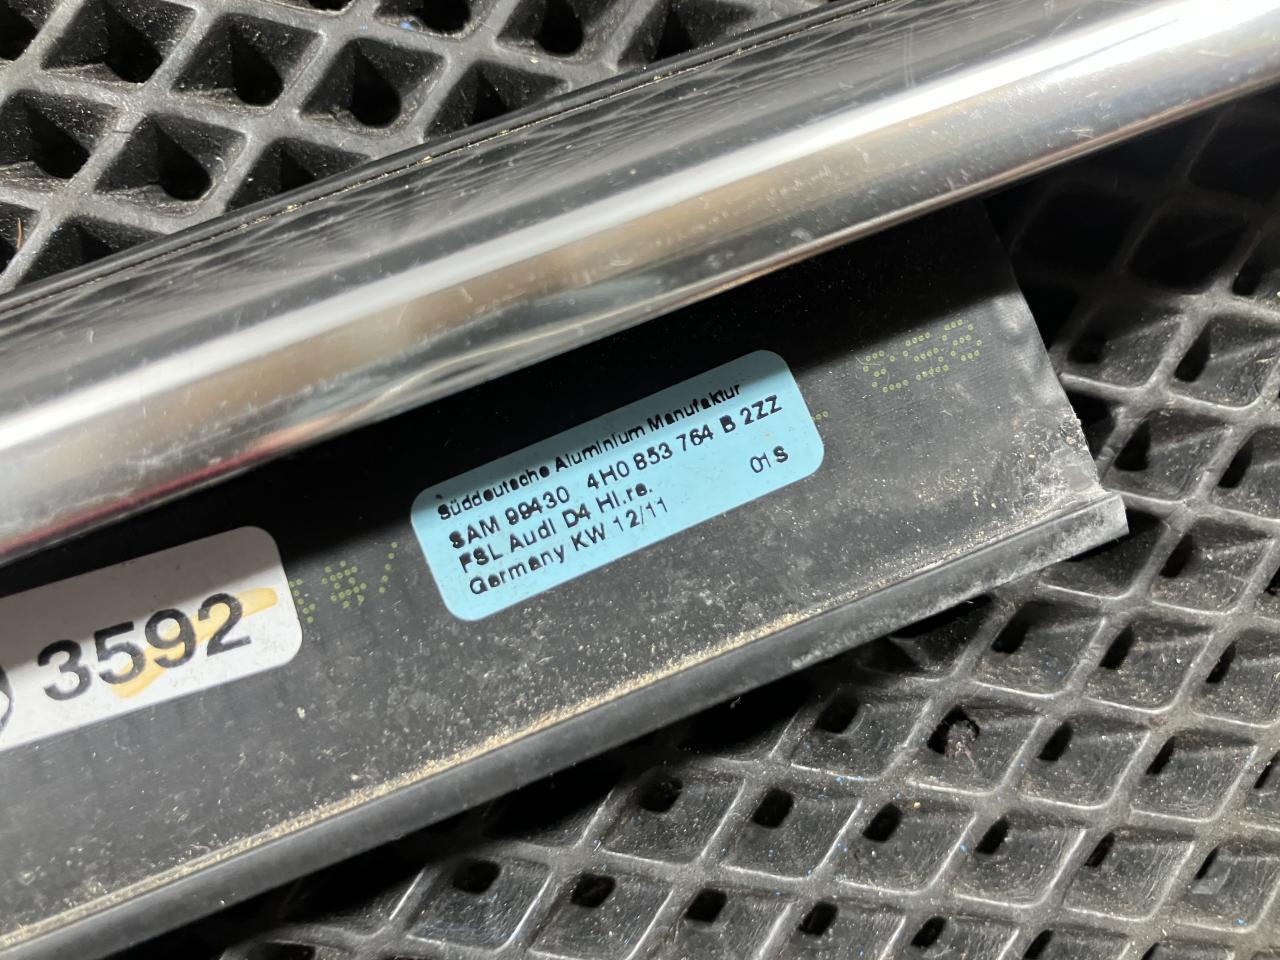 Süddeutsche Aluminium Manufaktur
SAM 99430 4H0 853 764 B 2ZZ
FSL Audi D4 HI.re. 01 S
Germany KW 12/11
3592